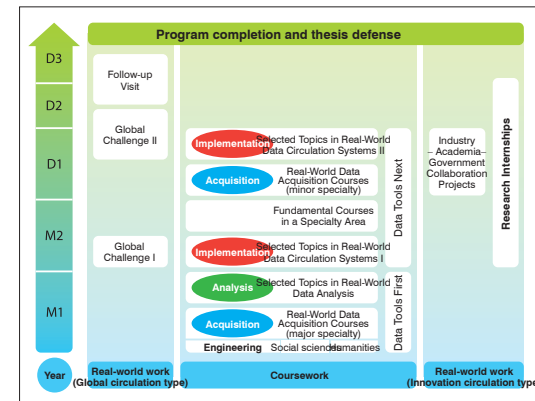 Program completion and thesis defense
D3
D2
D1
M2
M1
Year
Follow-up
Visit
Global
Challenge II
Global
Challenge I
Real-world work
(Global circulation type)
Implementation
Selected Topics in Real-World
Data Circulation Systems II
Acquisition
Real-World Data
Acquisition Courses
(minor specialty)
Fundamental Courses
in a Specialty Area
Implementation
Selected Topics in Real-World
Data Circulation Systems I
Analysis
Selected Topics in Real-World
Data Analysis
Acquisition
Real-World Data
Acquisition Courses
(major specialty)
Engineering Social sciences Humanities
Data Tools Next
Data Tools First
Coursework
Industry
– Academia–
Government
Collaboration
Projects
Research Internships
Real-world work
(Innovation circulation type)